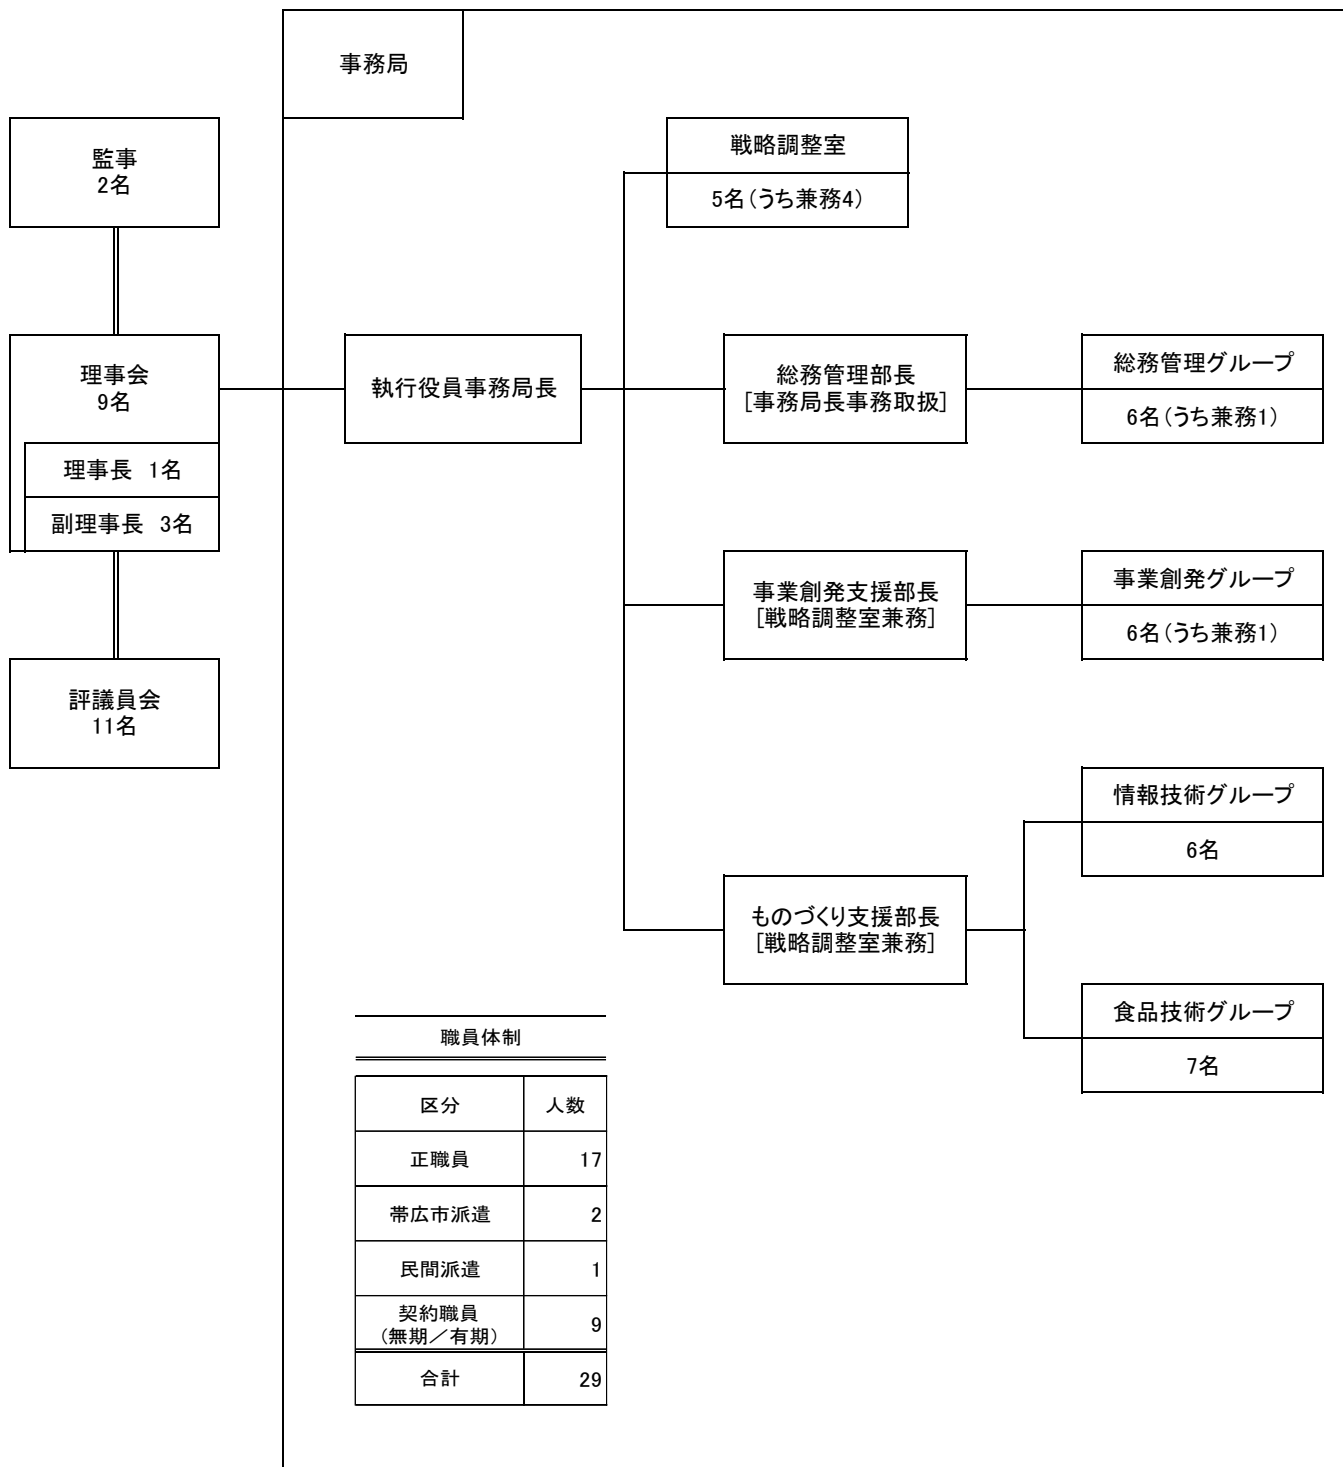 事務局
監事
2名
理事会
9名
理事長 1名
副理事長 3名
評議員会
11名
執行役員事務局長
戦略調整室
5名（うち兼務4）
総務管理部長
[事務局長事務取扱]
総務管理グループ
6名（うち兼務1）
事業創発支援部長
[戦略調整室兼務]
事業創発グループ
6名（うち兼務1）
ものづくり支援部長
[戦略調整室兼務]
情報技術グループ
6名
食品技術グループ
7名
職員体制
区分 人数
正職員 17
帯広市派遣 2
民間派遣 1
契約職員
（無期／有期） 9
合計 29